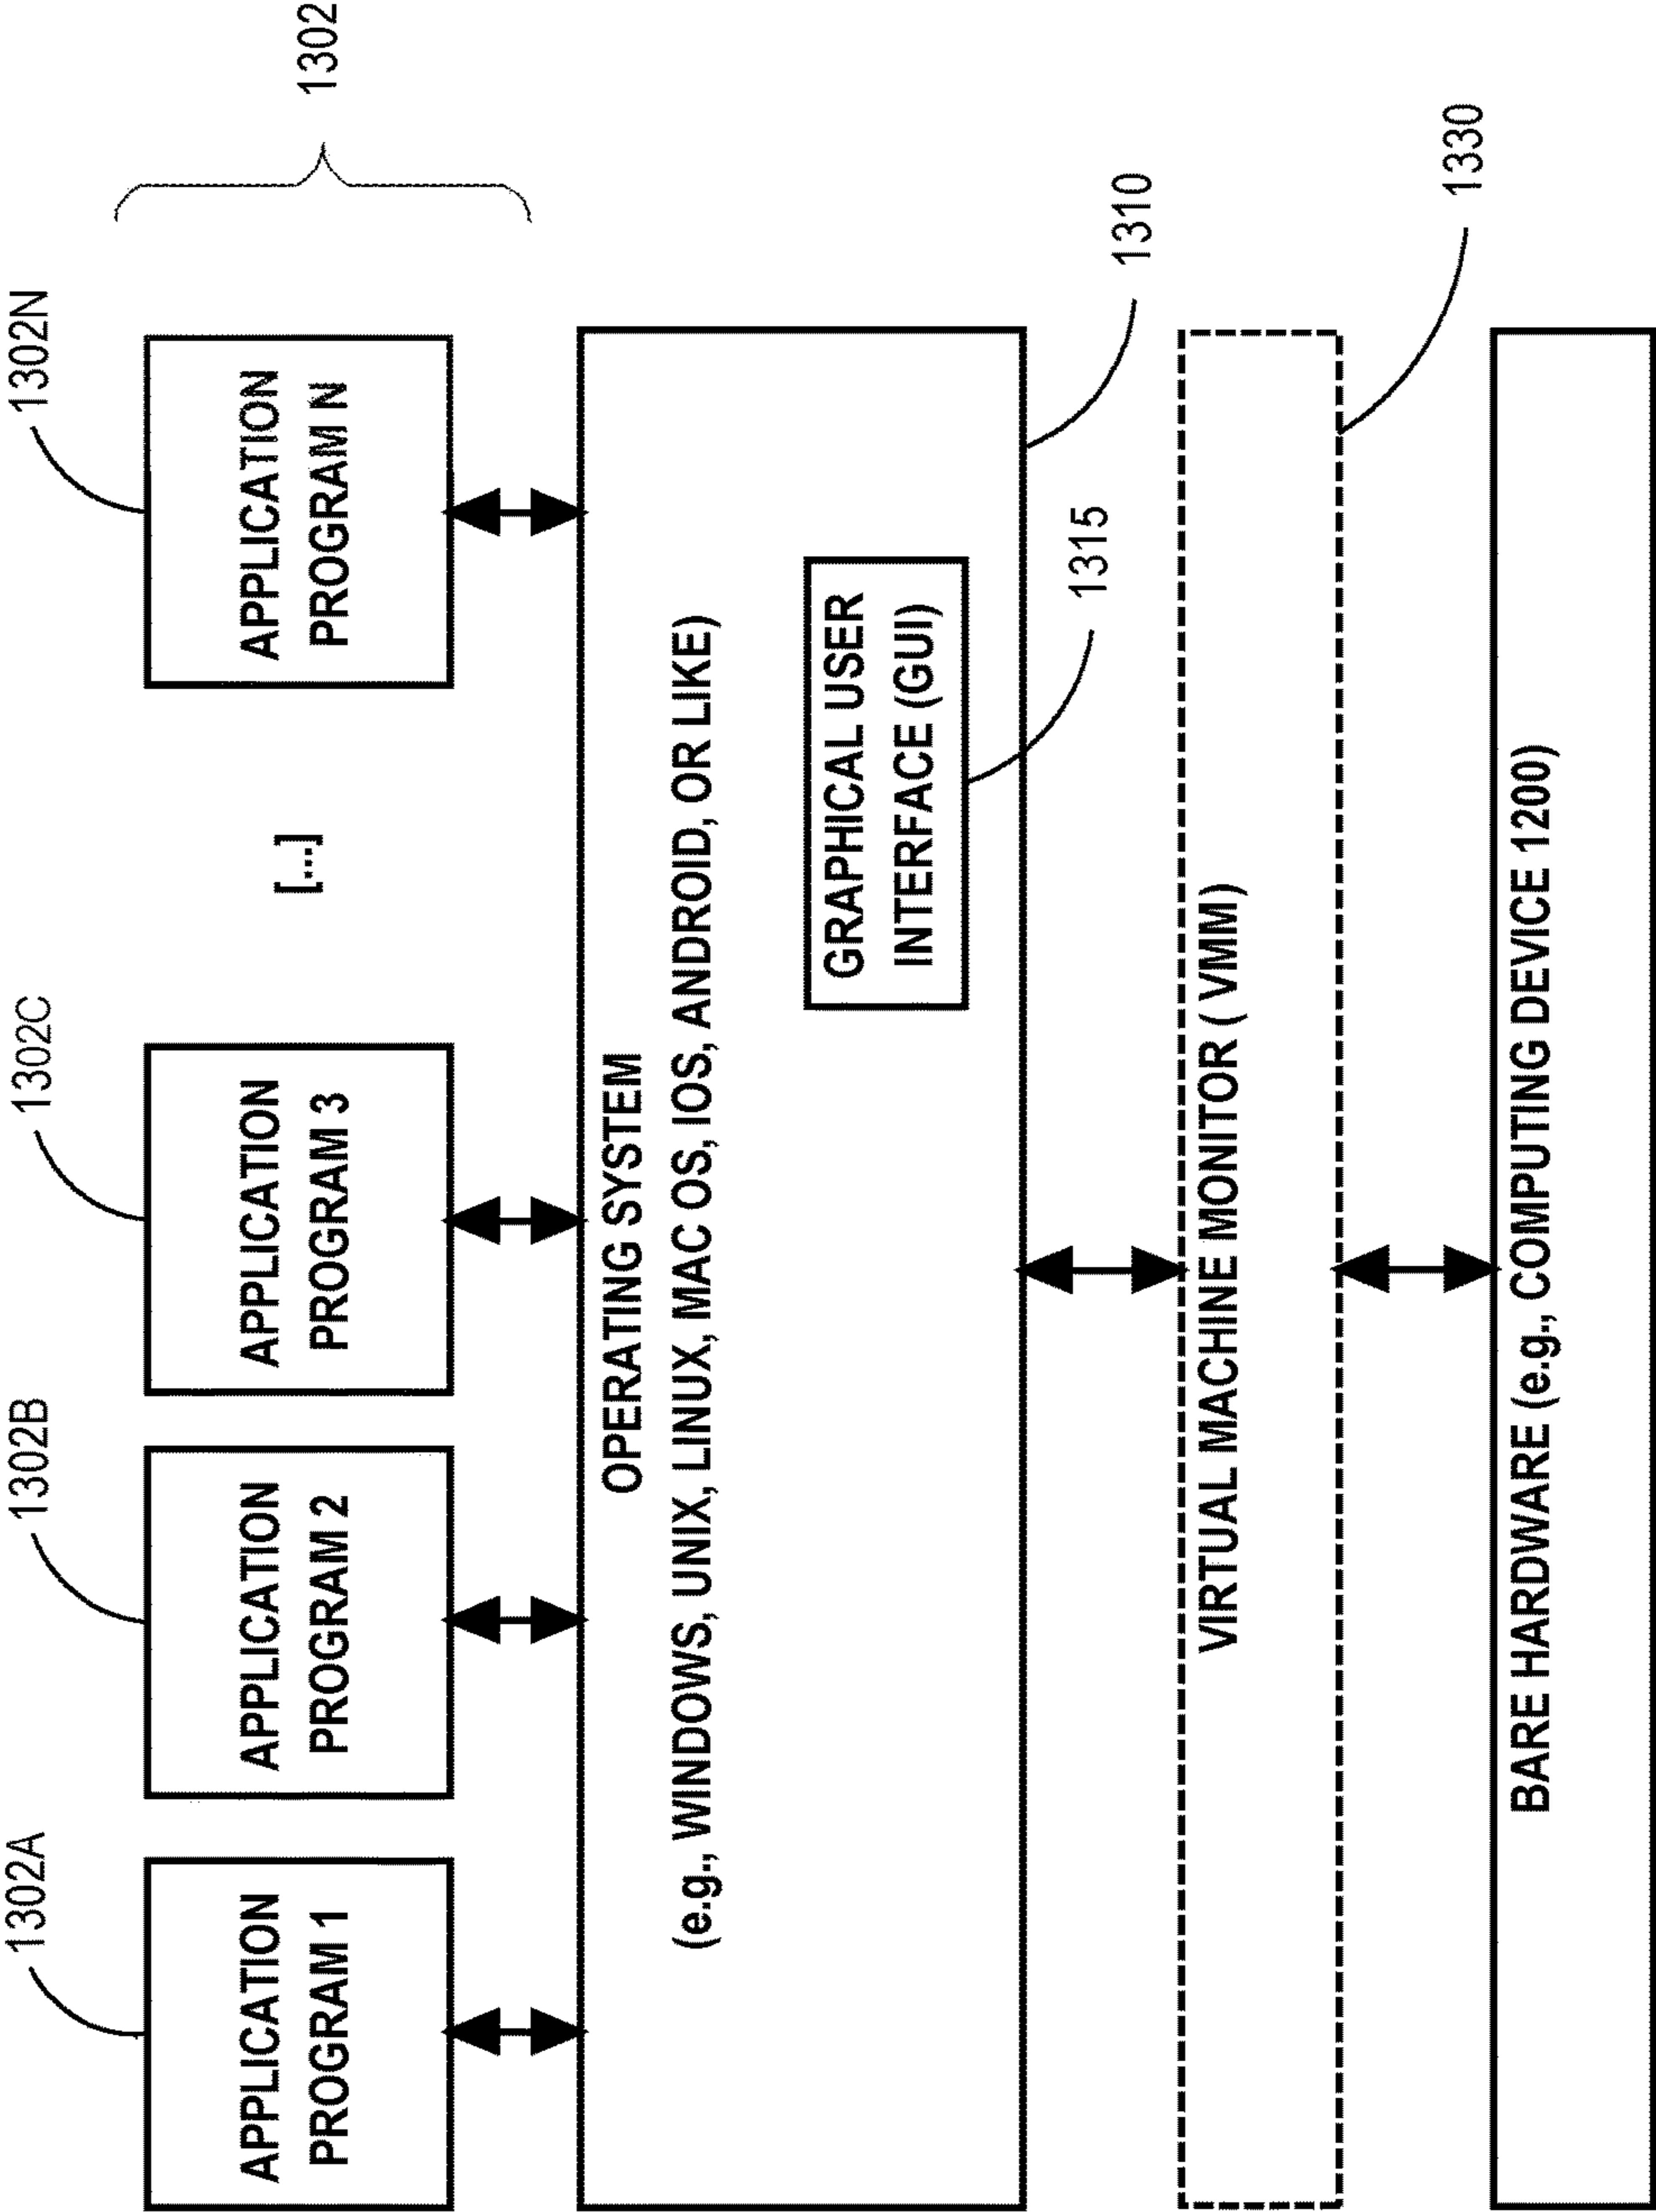 1302A
1302B
1302C
1302N
1302
APPLICATION
PROGRAM 1
APPLICATION
PROGRAM 2
APPLICATION
PROGRAM 3
[...]
APPLICATION
PROGRAM N
OPERATING SYSTEM
(e.g., WINDOWS, UNIX, LINUX, MAC OS, IOS, ANDROID, OR LIKE)
GRAPHICAL USER
INTERFACE (GUI)
1310
1315
VIRTUAL MACHINE MONITOR ( VMM)
1330
BARE HARDWARE (e.g., COMPUTING DEVICE 1200)